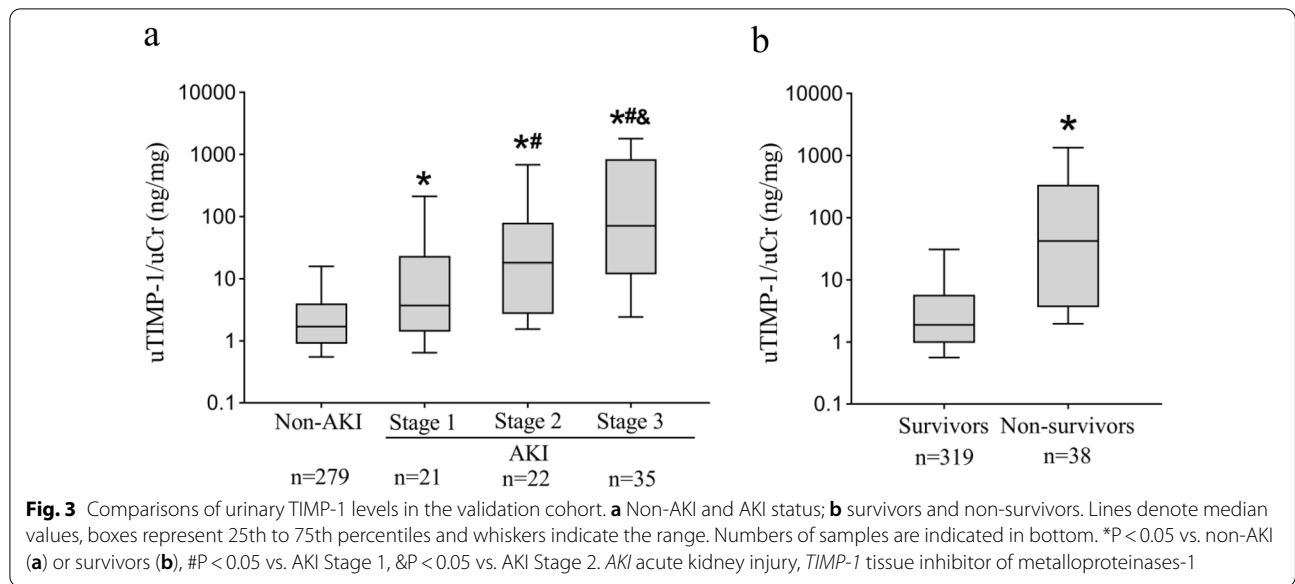 a
uTIMP-1/uCr (ng/mg)
10000
1000
100
10
1
0.1
*
*#
*#&
Non-AKI Stage 1 Stage 2 Stage 3
AKI
n=279 n=21 n=22 n=35
b
uTIMP-1/uCr (ng/mg)
10000
1000
100
10
1
0.1
*
Survivors Non-survivors
n=319 n=38
Fig. 3 Comparisons of urinary TIMP-1 levels in the validation cohort. a Non-AKI and AKI status; b survivors and non-survivors. Lines denote median
values, boxes represent 25th to 75th percentiles and whiskers indicate the range. Numbers of samples are indicated in bottom. *P < 0.05 vs. non-AKI
(a) or survivors (b), #P < 0.05 vs. AKI Stage 1, &P < 0.05 vs. AKI Stage 2. AKI acute kidney injury, TIMP-1 tissue inhibitor of metalloproteinases-1